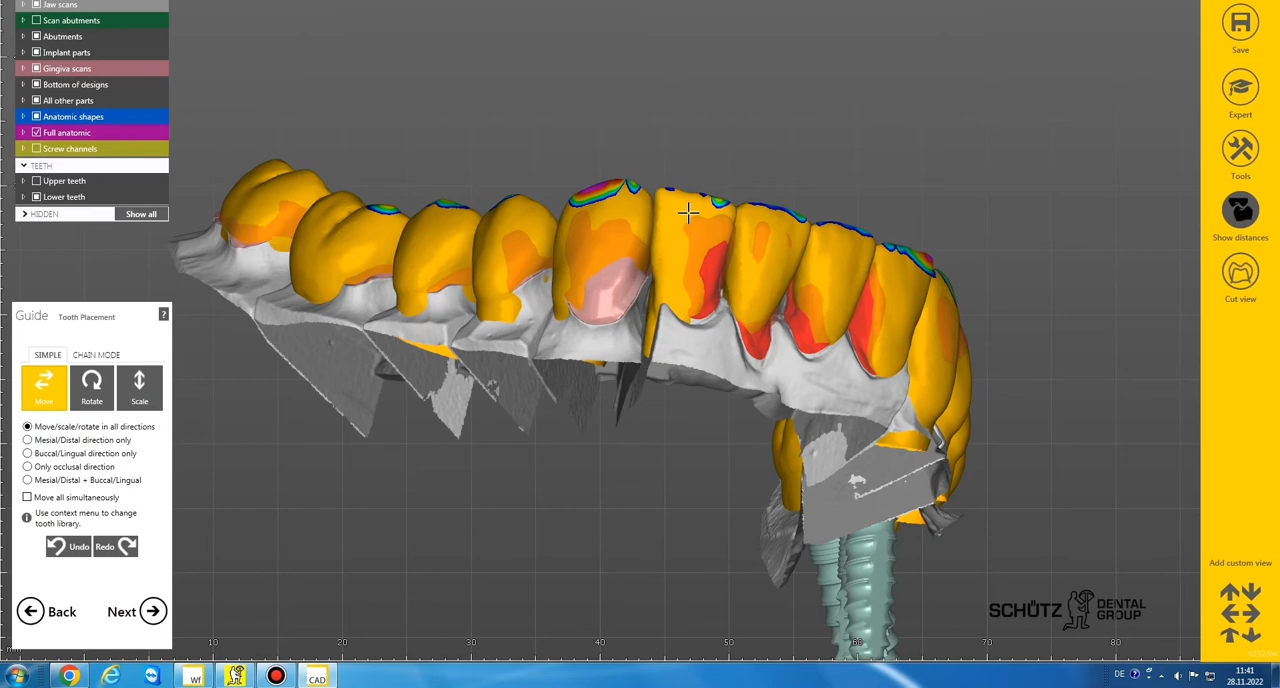 Jaw scans
Scan abutments
Abutments
Implant parts
Gingiva scans
Bottom of designs
All other parts
Anatomic shapes
Full anatomic
Screw channels
TEETH
Upper teeth
Lower teeth
HIDDEN
Show all
Guide Tooth Placement ?
SIMPLE CHAIN MODE
Move Rotate Scale
Move/scale/rotate in all directions
Mesial/Distal direction only
Buccal/Lingual direction only
Only occlusal direction
Mesial/Distal + Buccal/Lingual
Move all simultaneously
Use context menu to change
tooth library.
Undo Redo
Back Next
Save
Expert
Tools
Show distances
Cut view
Add custom view
SCHÜTZ DENTAL
GROUP
10 20 30 40 50 60 70 80
wf CAD
DE
11:41
28.11.2022